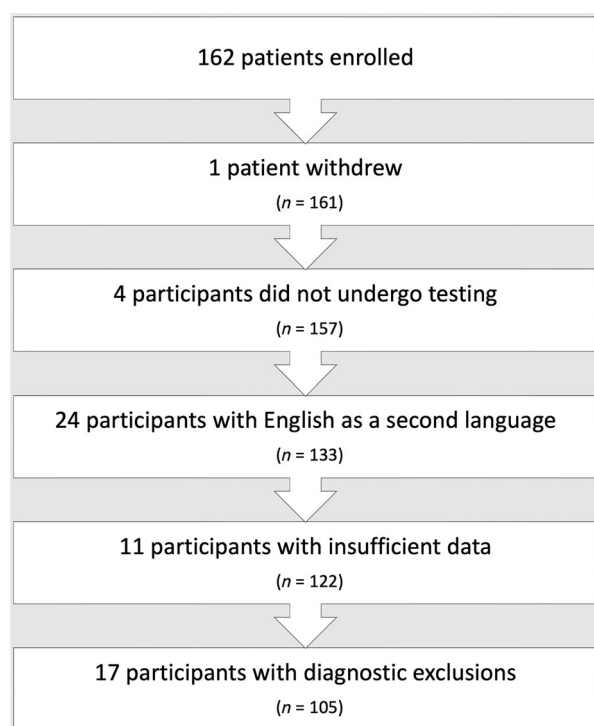 162 patients enrolled
1 patient withdrew
(n = 161)
4 participants did not undergo testing
(n = 157)
24 participants with English as a second language
(n = 133)
11 participants with insufficient data
(n = 122)
17 participants with diagnostic exclusions
(n = 105)